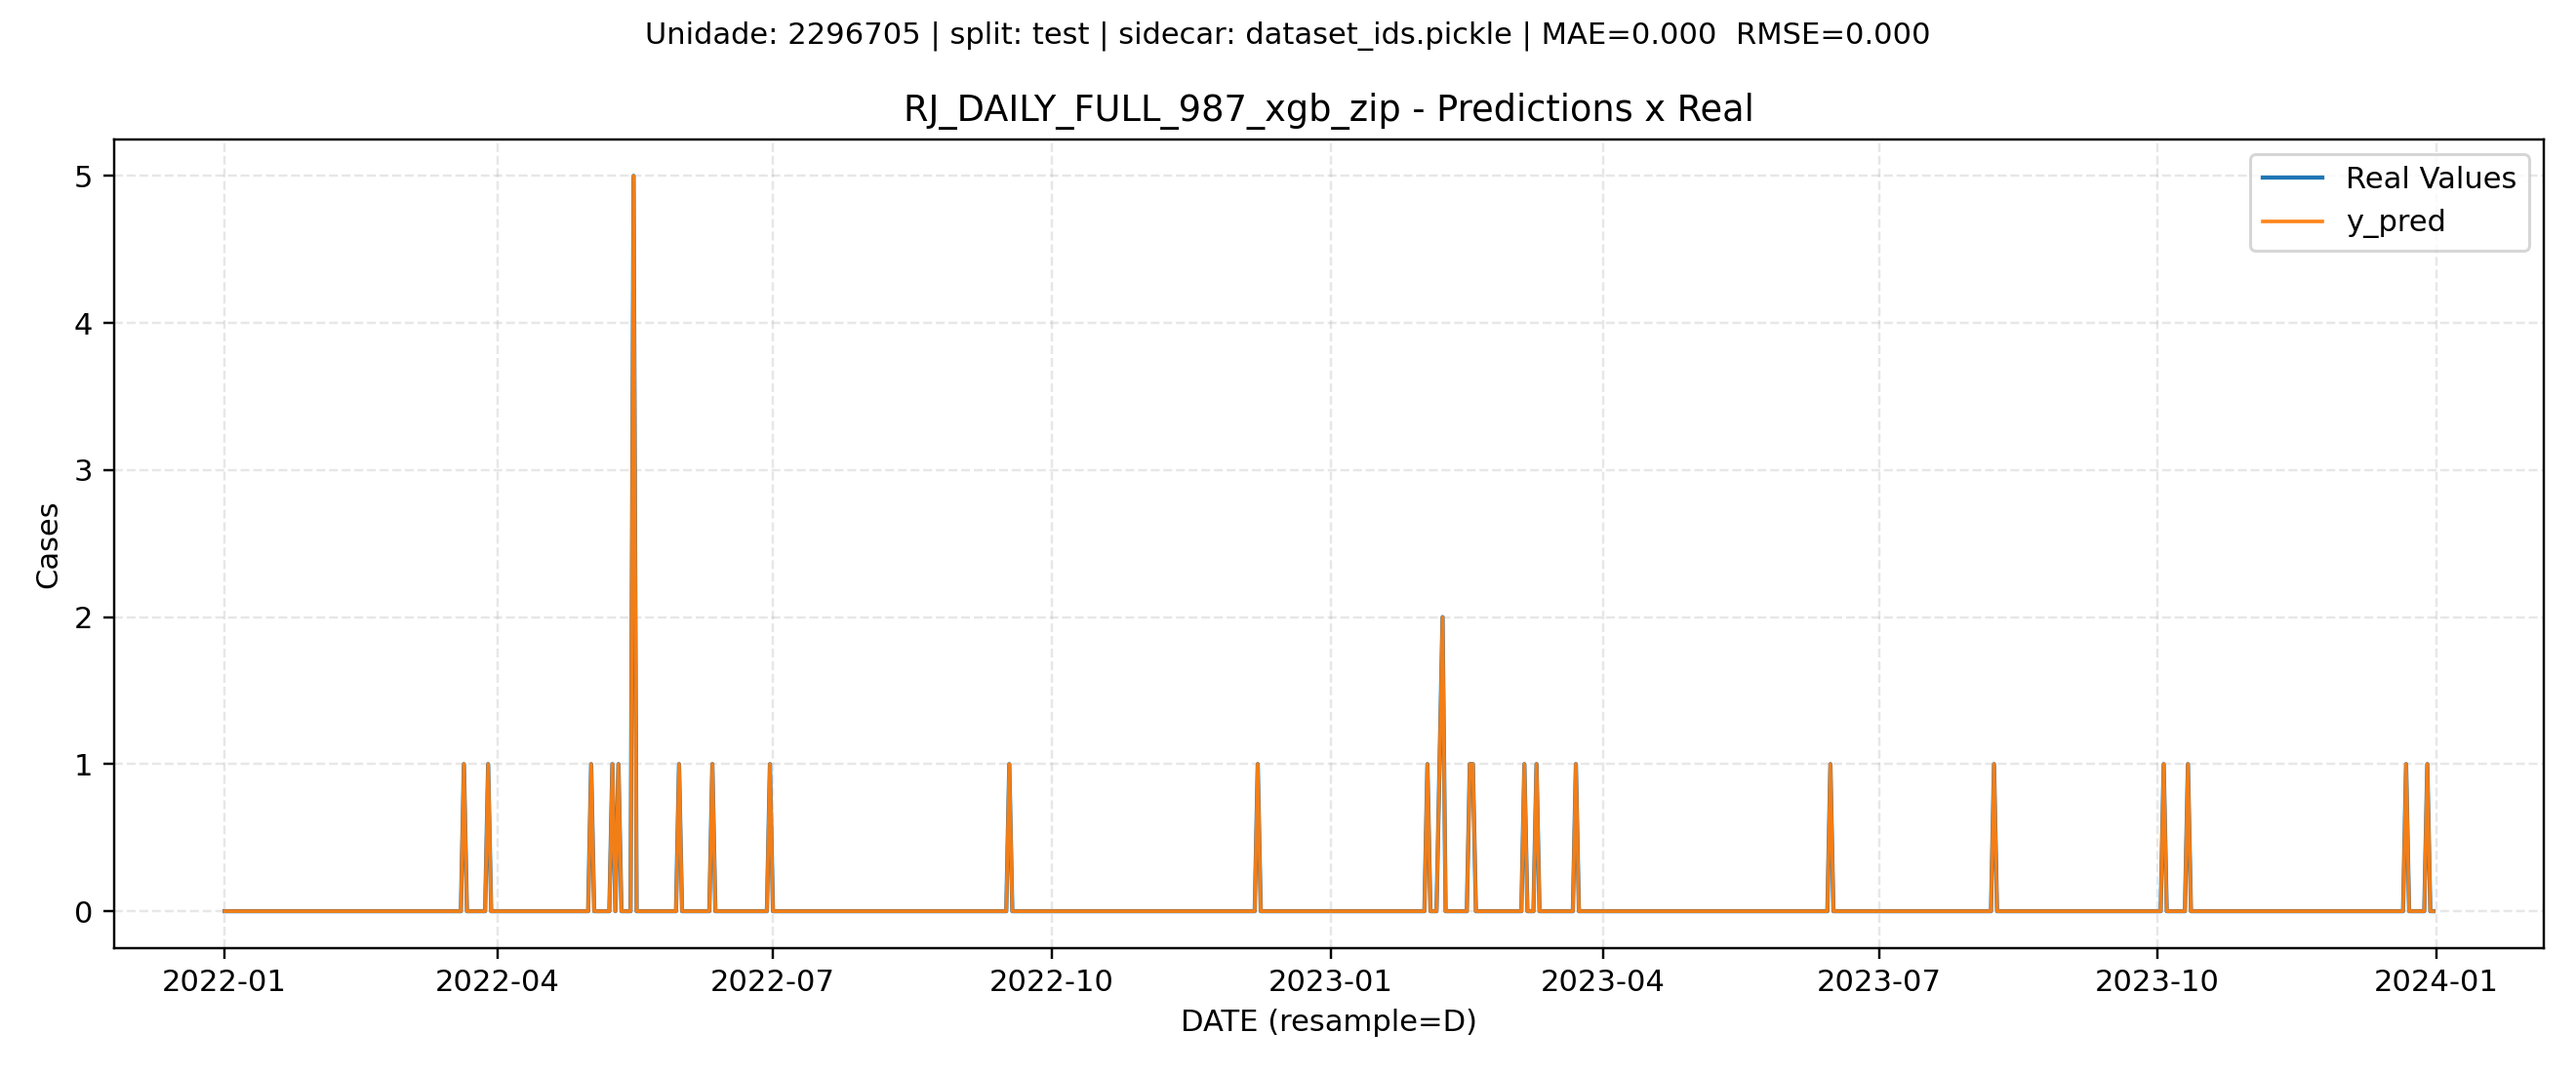 Unidade: 2296705 | split: test | sidecar: dataset_ids.pickle | MAE=0.000  RMSE=0.000
RJ_DAILY_FULL_987_xgb_zip - Predictions x Real
Real Values
y_pred
5
4
3
2
1
0
Cases
2022-01
2022-04
2022-07
2022-10
2023-01
2023-04
2023-07
2023-10
2024-01
DATE (resample=D)